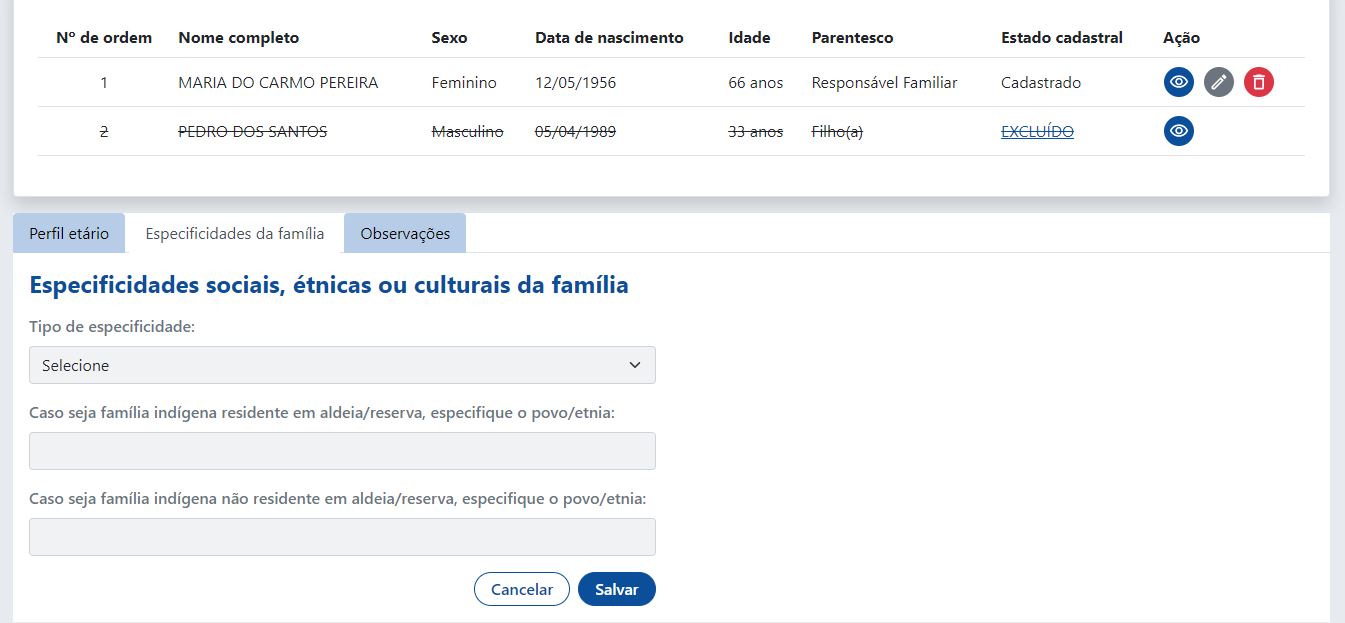 Nº de ordem Nome completo Sexo Data de nascimento Idade Parentesco Estado cadastral Ação
1 MARIA DO CARMO PEREIRA Feminino 12/05/1956 66 anos Responsável Familiar Cadastrado
2 PEDRO DOS SANTOS Masculino 05/04/1989 33 anos Filho(a) EXCLUÍDO
Perfil etário Especificidades da família Observações
Especificidades sociais, étnicas ou culturais da família
Tipo de especificidade:
Selecione
Caso seja família indígena residente em aldeia/reserva, especifique o povo/etnia:
Caso seja família indígena não residente em aldeia/reserva, especifique o povo/etnia:
Cancelar Salvar